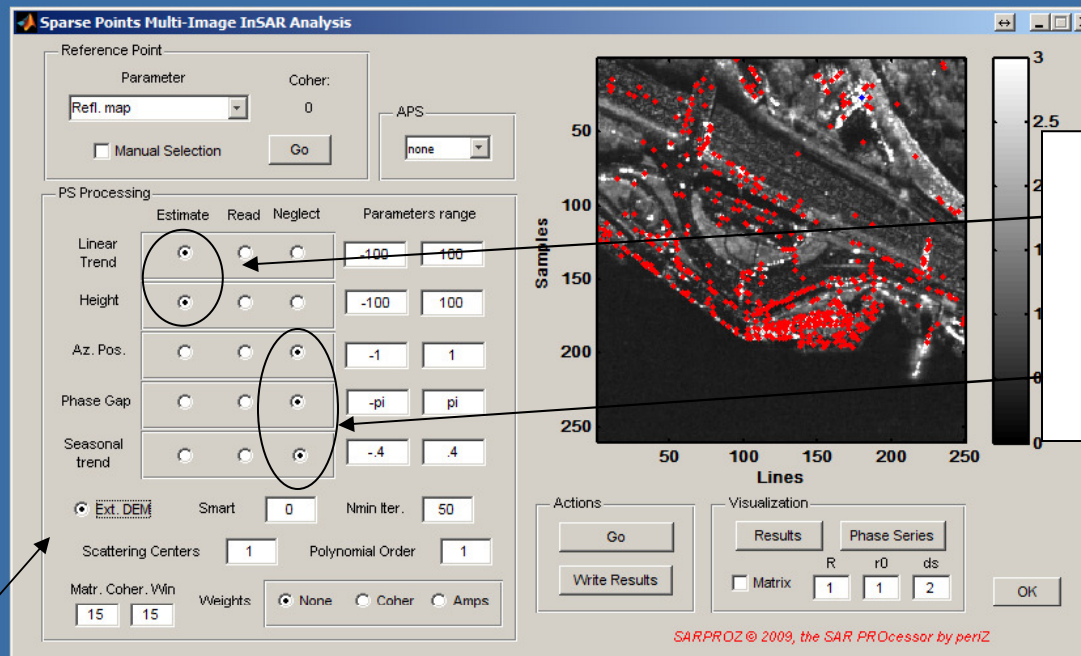 Sparse Points Multi-Image InSAR Analysis
Reference Point
Parameter
Coher:
Refl. map
0
Manual Selection
Go
APS
none
PS Processing
Estimate Read Neglect Parameters range
Linear Trend
-100 100
Height
-100 100
Az. Pos.
-1 1
Phase Gap
-pi pi
Seasonal trend
-.4 .4
Ext. DEM Smart 0 Nmin Iter. 50
Scattering Centers 1 Polynomial Order 1
Matr. Coher. Win
15 15
Weights None Coher Amps
Samples
50
100
150
200
250
50 100 150 200 250
Lines
3
2.5
2
1
0
Actions
Go
Write Results
Visualization
Results Phase Series
R r0 ds
Matrix 1 1 2
OK
SARPROZ © 2009, the SAR PROcessor by periZ